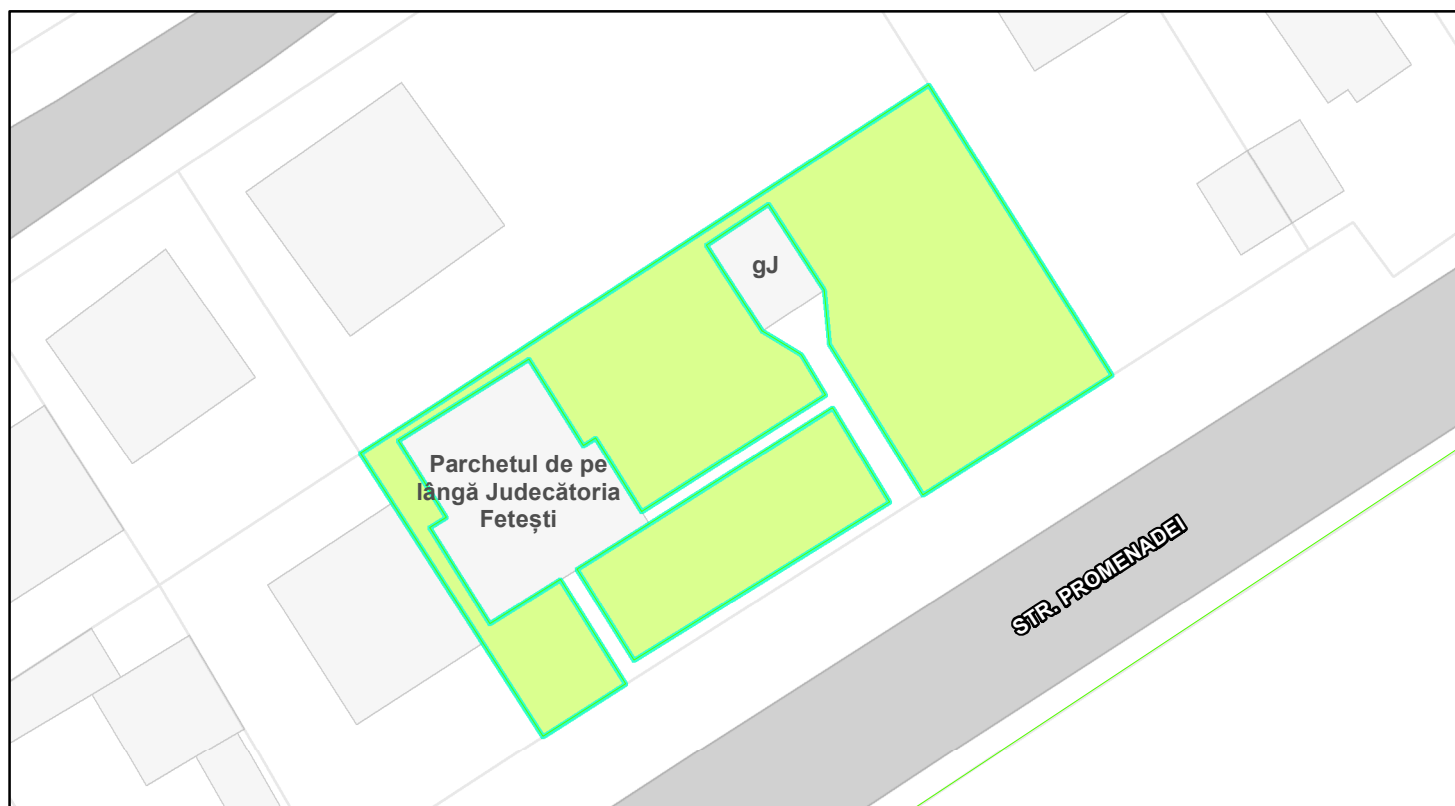 gJ
Parchetul de pe
lângă Judecătoria
Fetești
STR. PROMENADEI